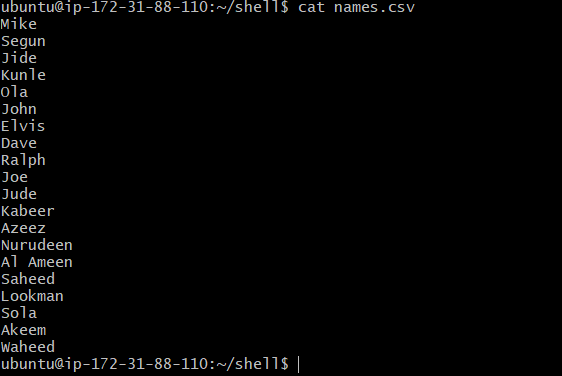 ubuntu@ip-172-31-88-110:~/shell$ cat names.csv
Mike
Segun
Jide
Kunle
Ola
John
Elvis
Dave
Ralph
Joe
Jude
Kabeer
Azeez
Nurudeen
Al Ameen
Saheed
Lookman
Sola
Akeem
Waheed
ubuntu@ip-172-31-88-110:~/shell$